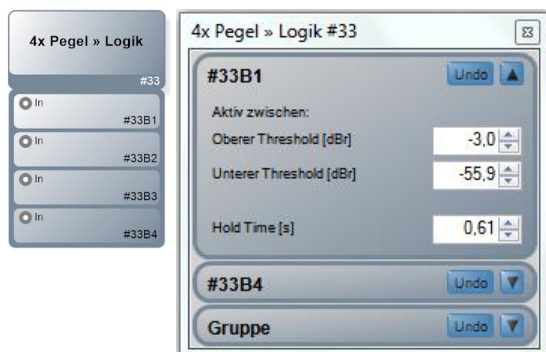 4x Pegel » Logik
#33
In
#33B1
In
#33B2
In
#33B3
In
#33B4
4x Pegel » Logik #33
#33B1
Undo
Aktiv zwischen:
Oberer Threshold [dBr] -3,0
Unterer Threshold [dBr] -55,9
Hold Time [s] 0,61
#33B4 Undo
Gruppe Undo